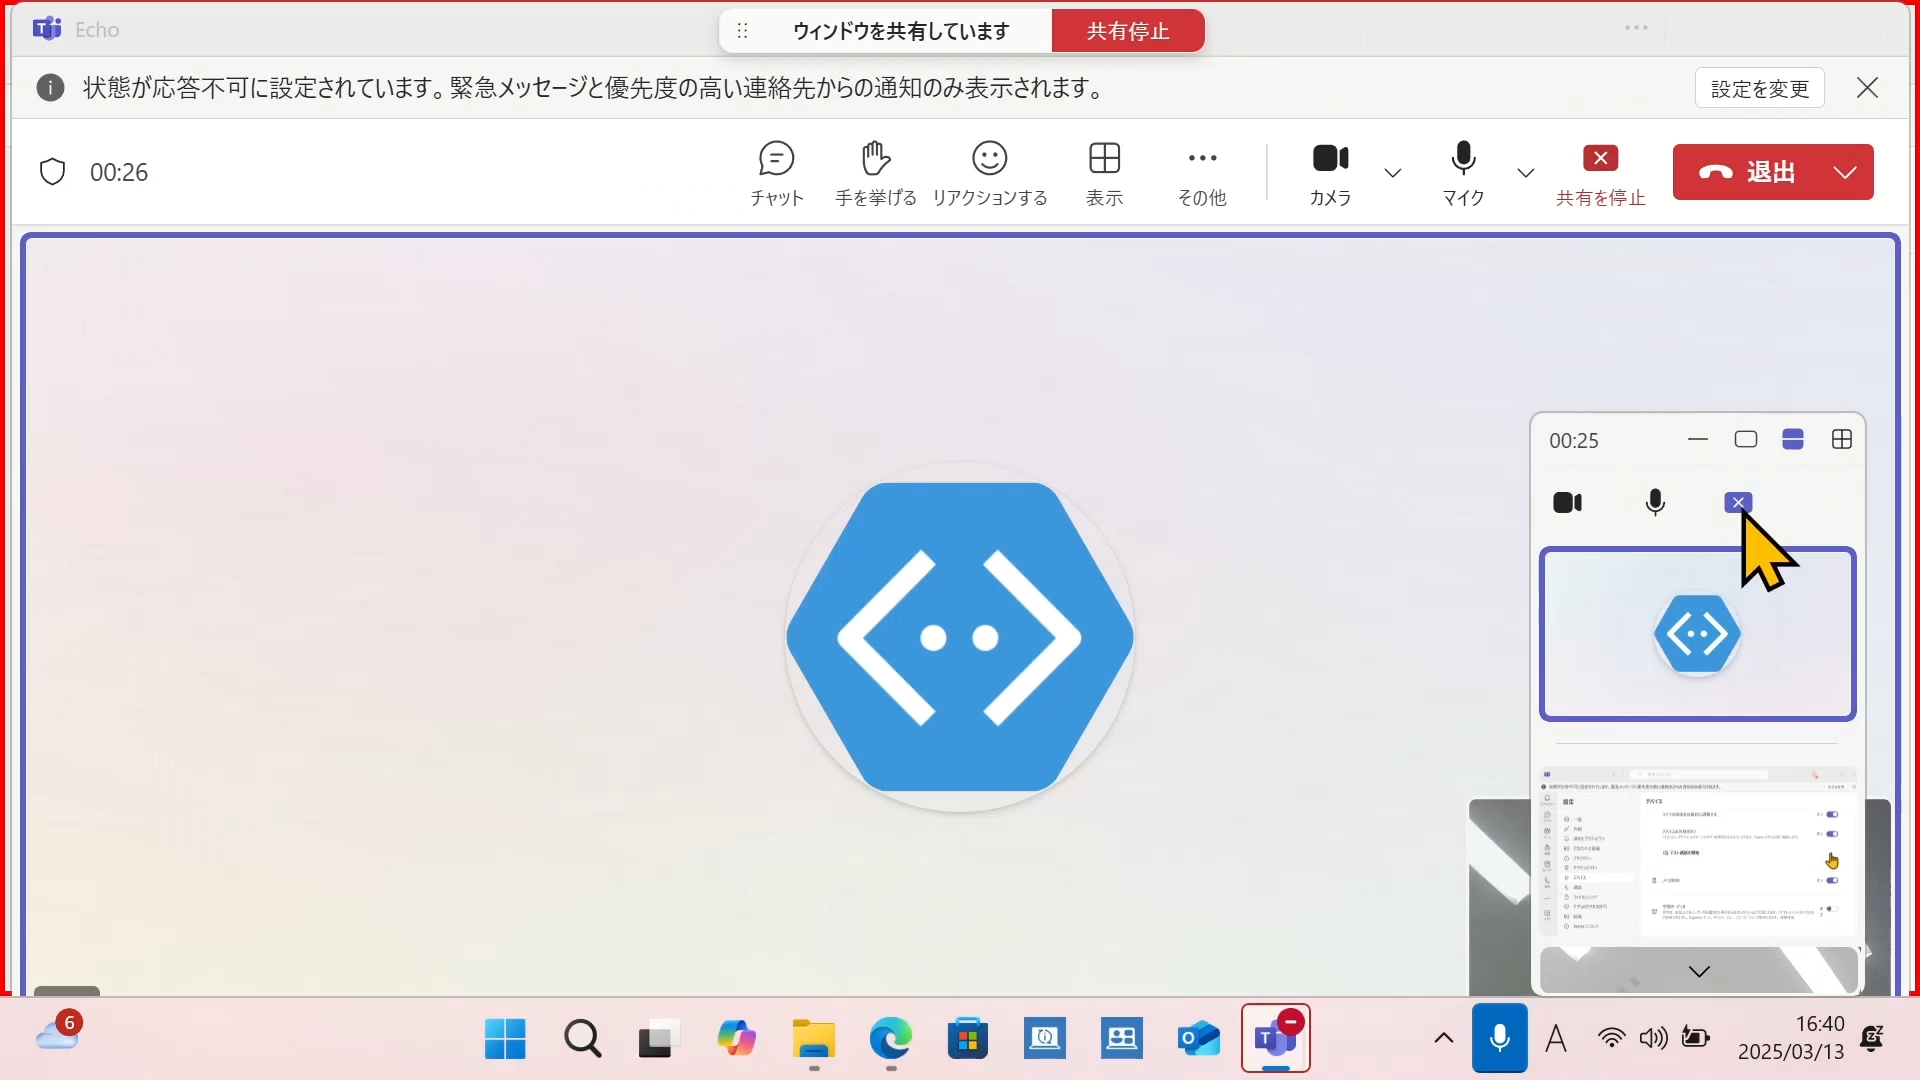 Echo
ウィンドウを共有しています
共有停止
状態が応答不可に設定されています。緊急メッセージと優先度の高い連絡先からの通知のみ表示されます。
設定を変更
00:26
チャット
手を挙げる
リアクションする
表示
その他
カメラ
マイク
共有を停止
退出
00:25
設定
デバイス
6
A
16:40
2025/03/13